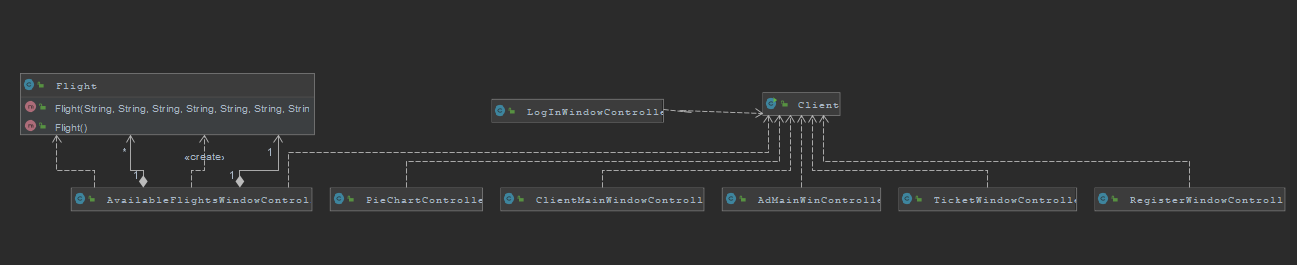 Flight
Flight(String, String, String, String, String, String, Strin
Flight()
LogInWindowControlle
Client
*
«create»
1
1
1
AvailableFlightsWindowControl
PieChartControlle
ClientMainWindowControll
AdMainWinControlle
TicketWindowControlle
RegisterWindowControll